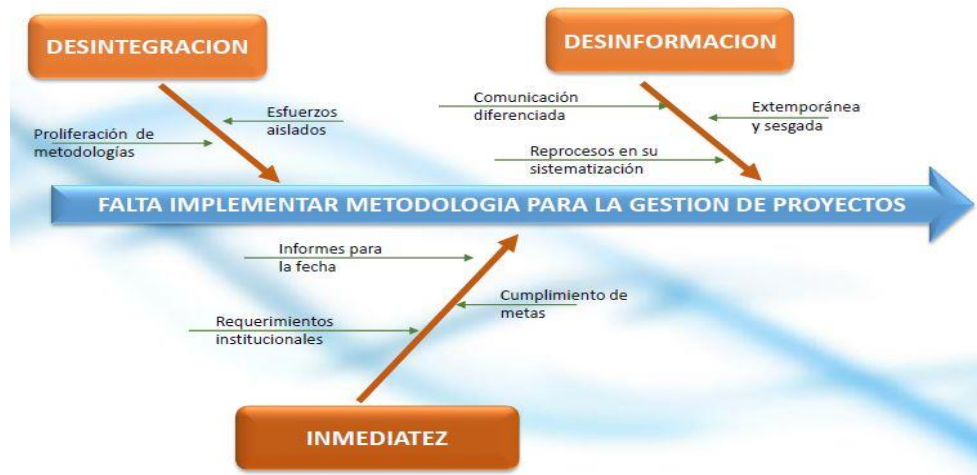 DESINTEGRACION
DESINFORMACION
Esfuerzos
aislados
Proliferación de
metodologías
Comunicación
diferenciada
Extemporánea
y sesgada
Reprocesos en su
sistematización
FALTA IMPLEMENTAR METODOLOGIA PARA LA GESTION DE PROYECTOS
Informes para
la fecha
Cumplimiento de
metas
Requerimientos
institucionales
INMEDIATEZ